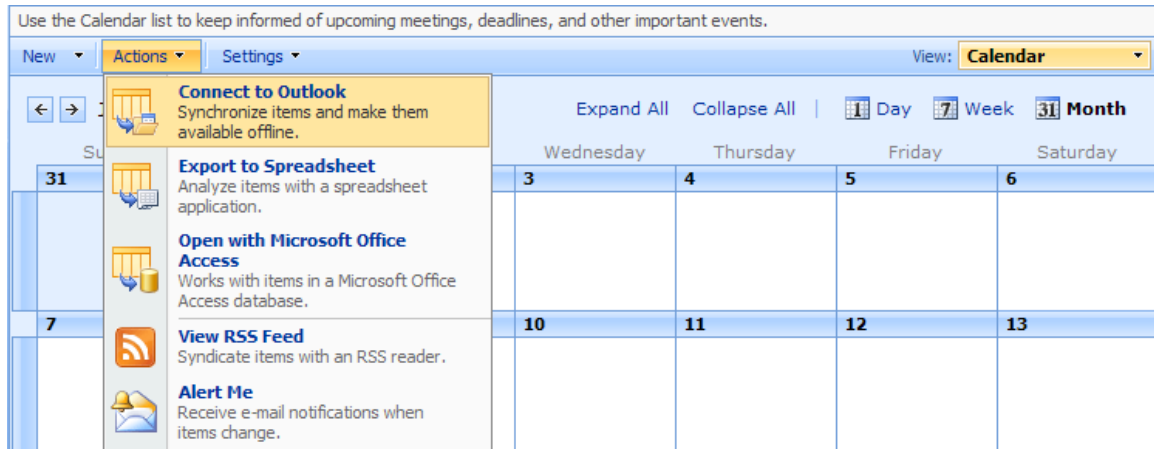 Use the Calendar list to keep informed of upcoming meetings, deadlines, and other important events.
New Actions Settings View: Calendar
Connect to Outlook
Synchronize items and make them
available offline.
Expand All Collapse All | 1 Day 7 Week 31 Month
Su Wednesday Thursday Friday Saturday
31 3 4 5 6
Export to Spreadsheet
Analyze items with a spreadsheet
application.
Open with Microsoft Office
Access
Works with items in a Microsoft Office
Access database.
7 10 11 12 13
View RSS Feed
Syndicate items with an RSS reader.
Alert Me
Receive e-mail notifications when
items change.